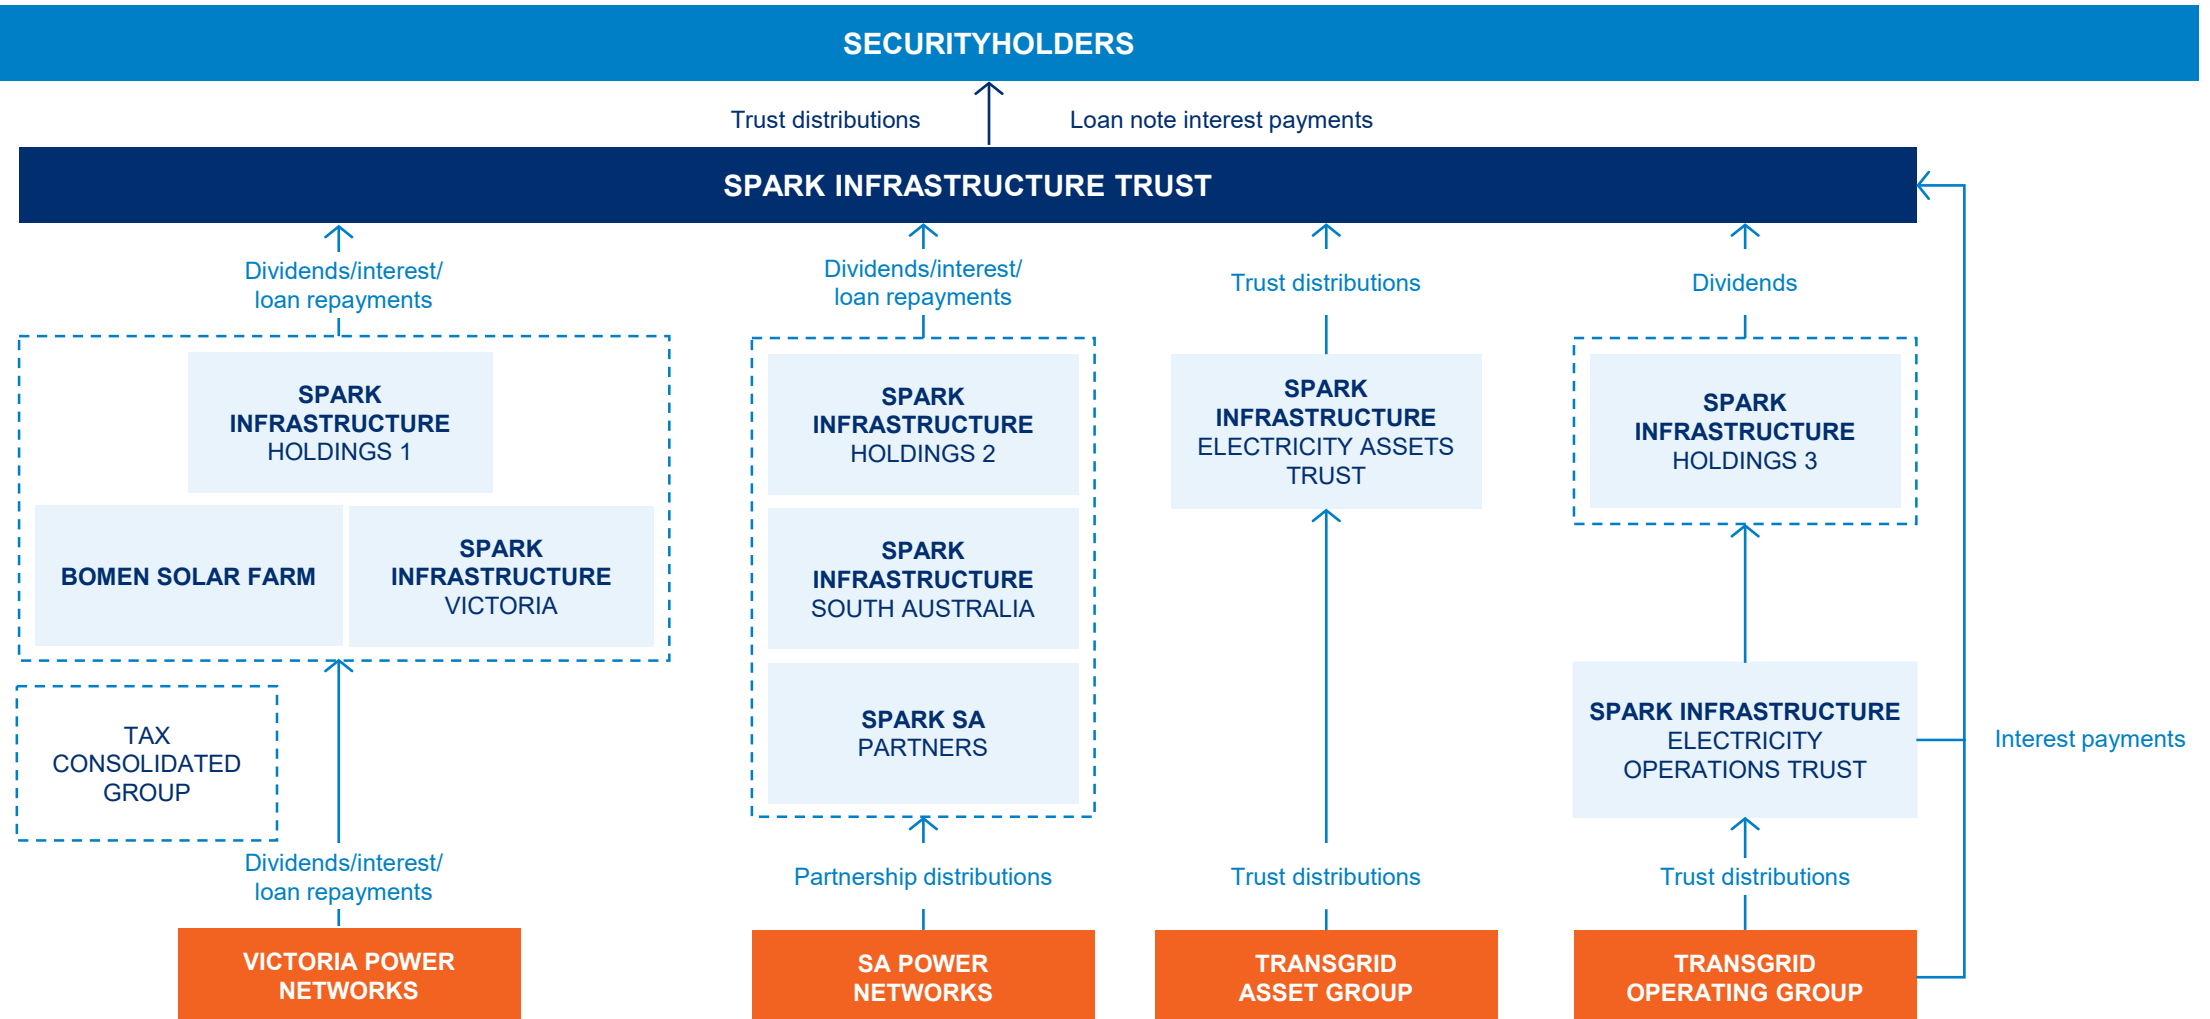 SECURITYHOLDERS
Trust distributions
Loan note interest payments
SPARK INFRASTRUCTURE TRUST
Dividends/interest/
loan repayments
Dividends/interest/
loan repayments
Trust distributions
Dividends
SPARK
INFRASTRUCTURE
HOLDINGS 1
BOMEN SOLAR FARM
SPARK
INFRASTRUCTURE
VICTORIA
SPARK
INFRASTRUCTURE
HOLDINGS 2
SPARK
INFRASTRUCTURE
SOUTH AUSTRALIA
SPARK SA
PARTNERS
SPARK
INFRASTRUCTURE
ELECTRICITY ASSETS
TRUST
SPARK
INFRASTRUCTURE
HOLDINGS 3
SPARK INFRASTRUCTURE
ELECTRICITY
OPERATIONS TRUST
Interest payments
TAX
CONSOLIDATED
GROUP
Dividends/interest/
loan repayments
Partnership distributions
Trust distributions
Trust distributions
VICTORIA POWER
NETWORKS
SA POWER
NETWORKS
TRANSGRID
ASSET GROUP
TRANSGRID
OPERATING GROUP